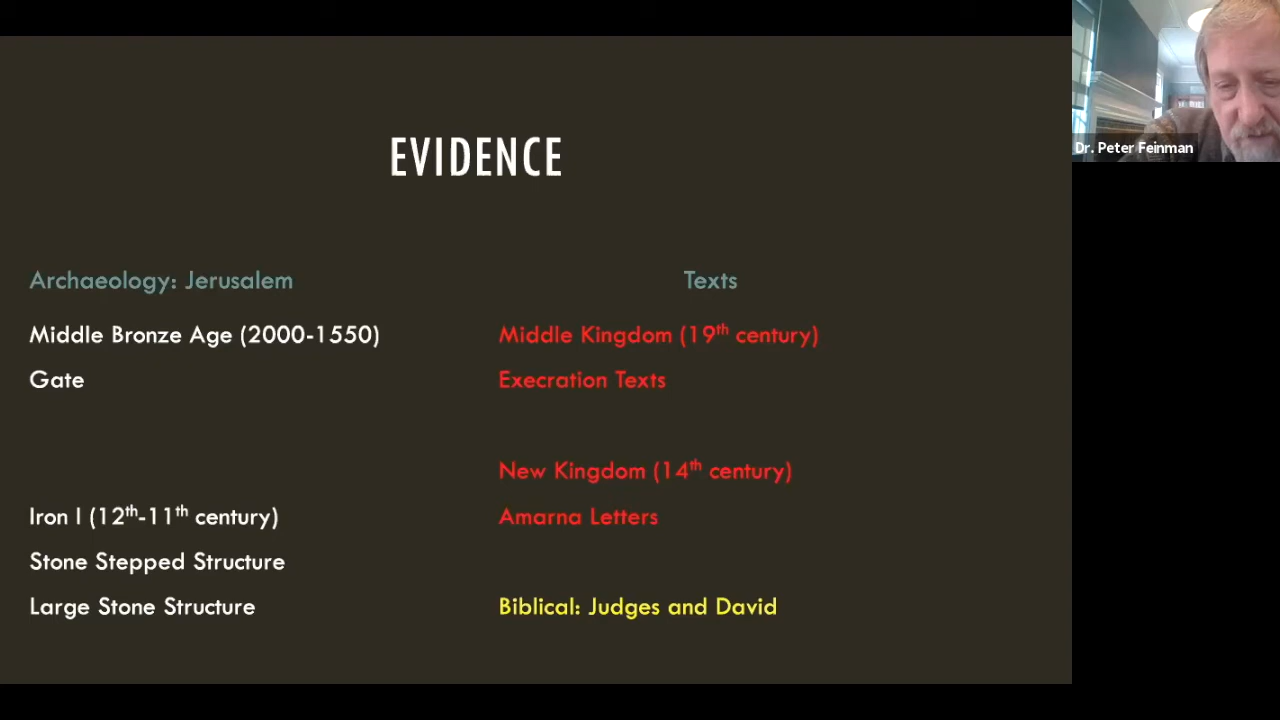 EVIDENCE
Archaeology: Jerusalem
Texts
Middle Bronze Age (2000-1550)
Middle Kingdom (19th century)
Gate
Execration Texts
New Kingdom (14th century)
Iron I (12th-11th century)
Amarna Letters
Stone Stepped Structure
Large Stone Structure
Biblical: Judges and David
Dr. Peter Feinman